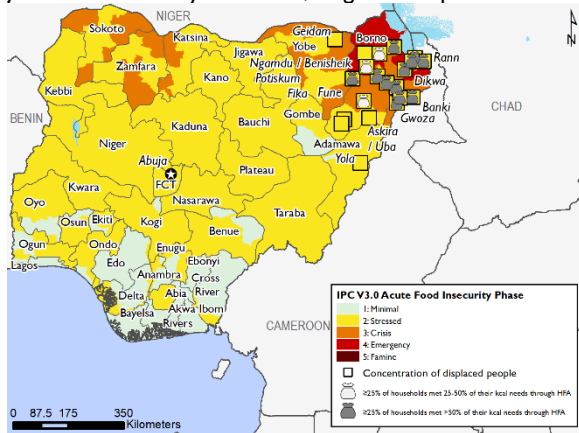 NIGER
N
Sokoto
Katsina
Geidam
Borno
Yobe
Jigawa
Ngamdu / Benisheik
Rann
Zamfara
Potiskum
Kano
Dikwa
Kebbi
Fika
Fune
Banki
CHAD
BENIN
Gombe
Gwoza
Kaduna
Bauchi
Askira
/ Uba
Niger
Adamawa
Abuja
Yola
Plateau
FCT
Kwara
Nasarawa
Oyo
Taraba
Osun
Ekiti
Kogi
Benue
Ogun
Ondo
Enugu
Lagos
Edo
Ebonyi
Anambra
Cross
River
Delta
Abia
Bayelsa
Akwa Ibom
Rivers
CAMEROON
IPC V3.0 Acute Food Insecurity Phase
1: Minimal
2: Stressed
3: Crisis
4: Emergency
5: Famine
Concentration of displaced people
≥25% of households met 25-50% of their kcal needs through HFA
≥25% of households met >50% of their kcal needs through HFA
0 87.5 175 350
Kilometers